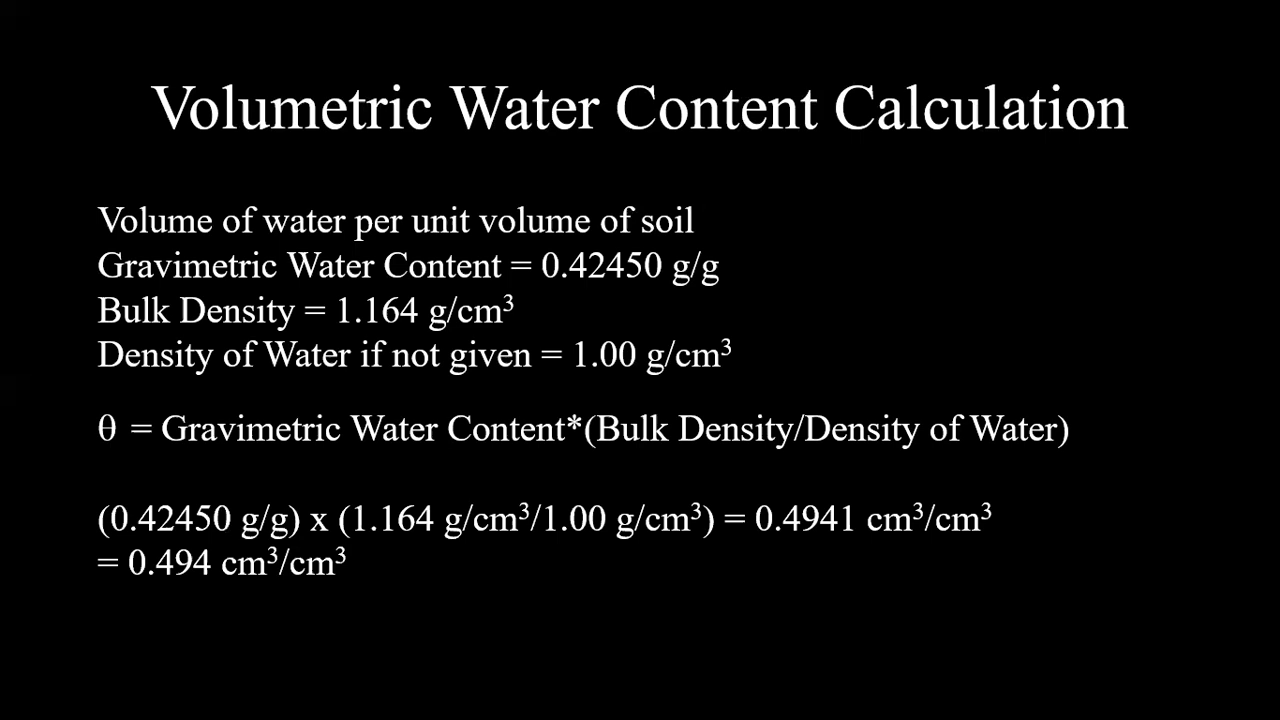 Volumetric Water Content Calculation
Volume of water per unit volume of soil
Gravimetric Water Content = 0.42450 g/g
Bulk Density = 1.164 g/cm³
Density of Water if not given = 1.00 g/cm³
θ = Gravimetric Water Content*(Bulk Density/Density of Water)
(0.42450 g/g) x (1.164 g/cm³/1.00 g/cm³) = 0.4941 cm³/cm³
= 0.494 cm³/cm³